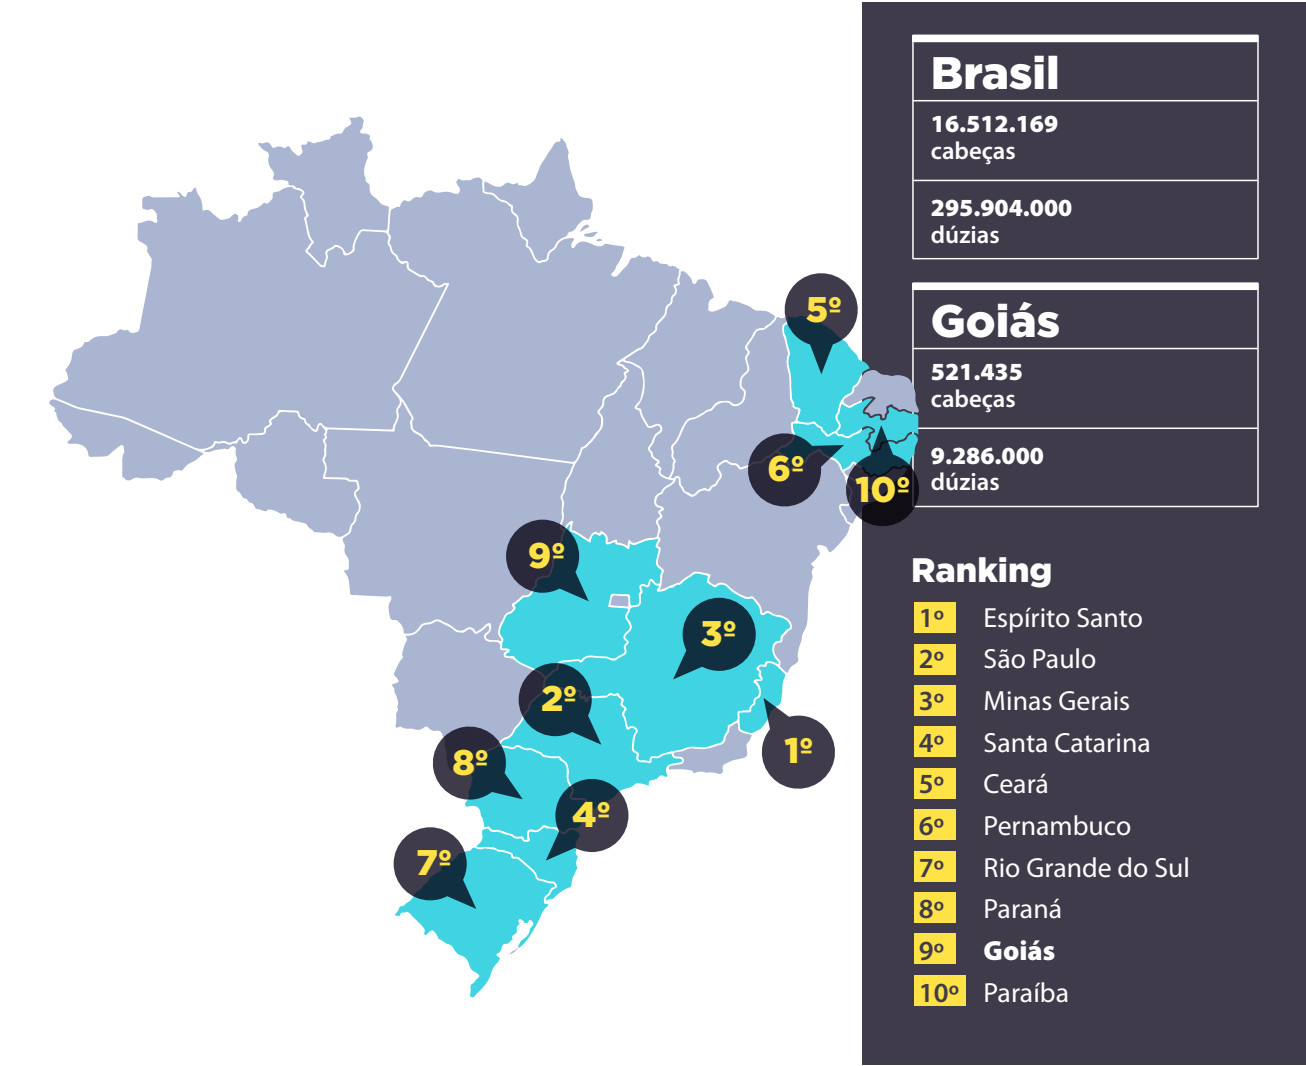 Brasil
16.512.169
cabeças
295.904.000
dúzias
Goiás
521.435
cabeças
9.286.000
dúzias
5º
6º
10º
9º
3º
2º
1º
8º
4º
7º
Ranking
1º Espírito Santo
2º São Paulo
3º Minas Gerais
4º Santa Catarina
5º Ceará
6º Pernambuco
7º Rio Grande do Sul
8º Paraná
9º Goiás
10º Paraíba